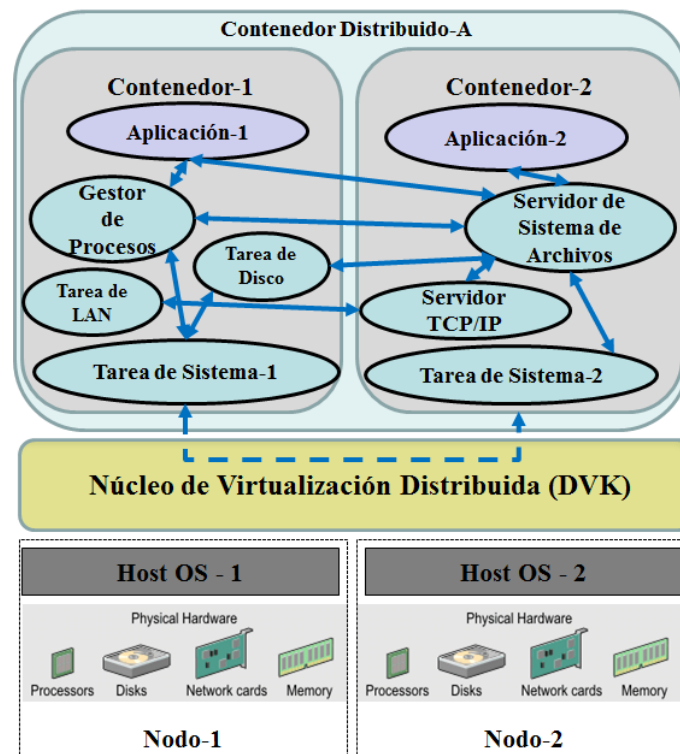 Contenedor Distribuido-A
Contenedor-1
Aplicación-1
Gestor
de
Procesos
Tarea de
Disco
Tarea de
LAN
Tarea de Sistema-1
Contenedor-2
Aplicación-2
Servidor de
Sistema de
Archivos
Servidor
TCP/IP
Tarea de Sistema-2
Núcleo de Virtualización Distribuida (DVK)
Host OS - 1
Physical Hardware
Processors Disks Network cards Memory
Nodo-1
Host OS - 2
Physical Hardware
Processors Disks Network cards Memory
Nodo-2